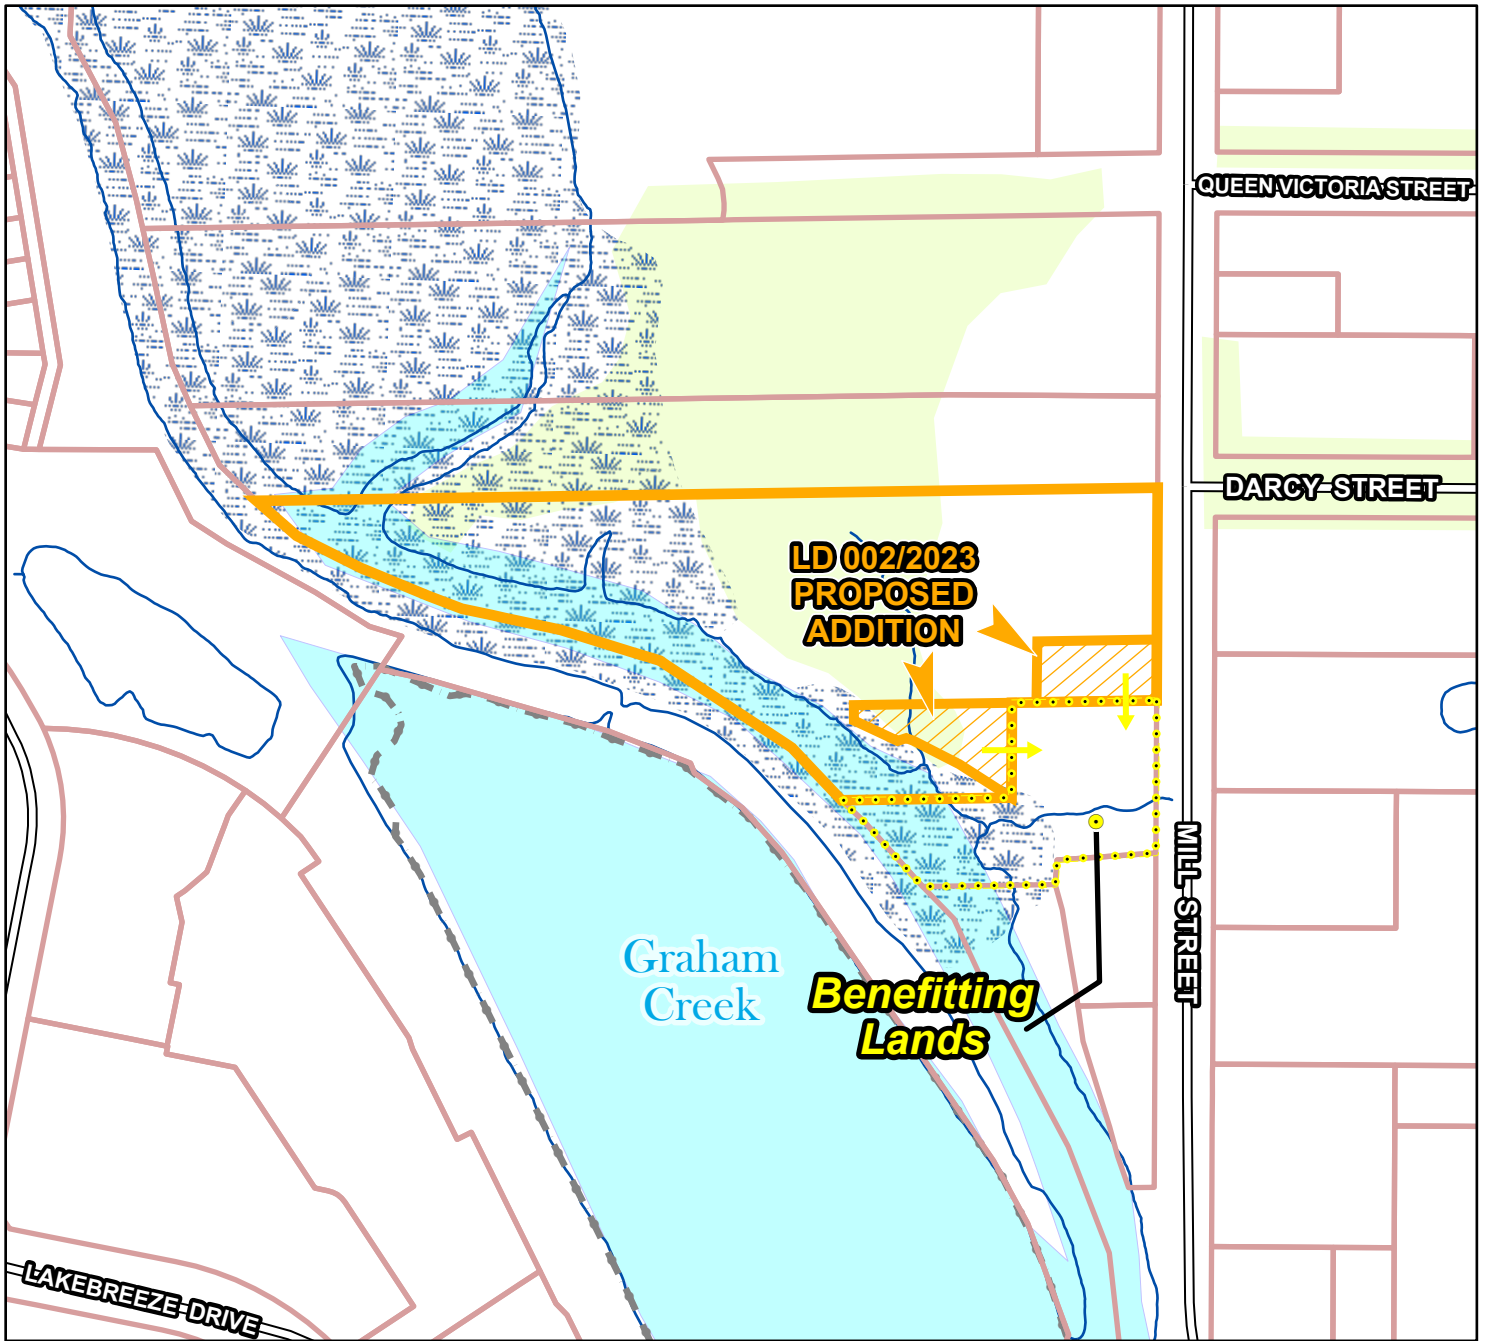 QUEEN VICTORIA STREET
DARCY STREET
LD 002/2023
PROPOSED
ADDITION
MILL STREET
Graham
Creek
Benefitting
Lands
LAKEBREEZE DRIVE